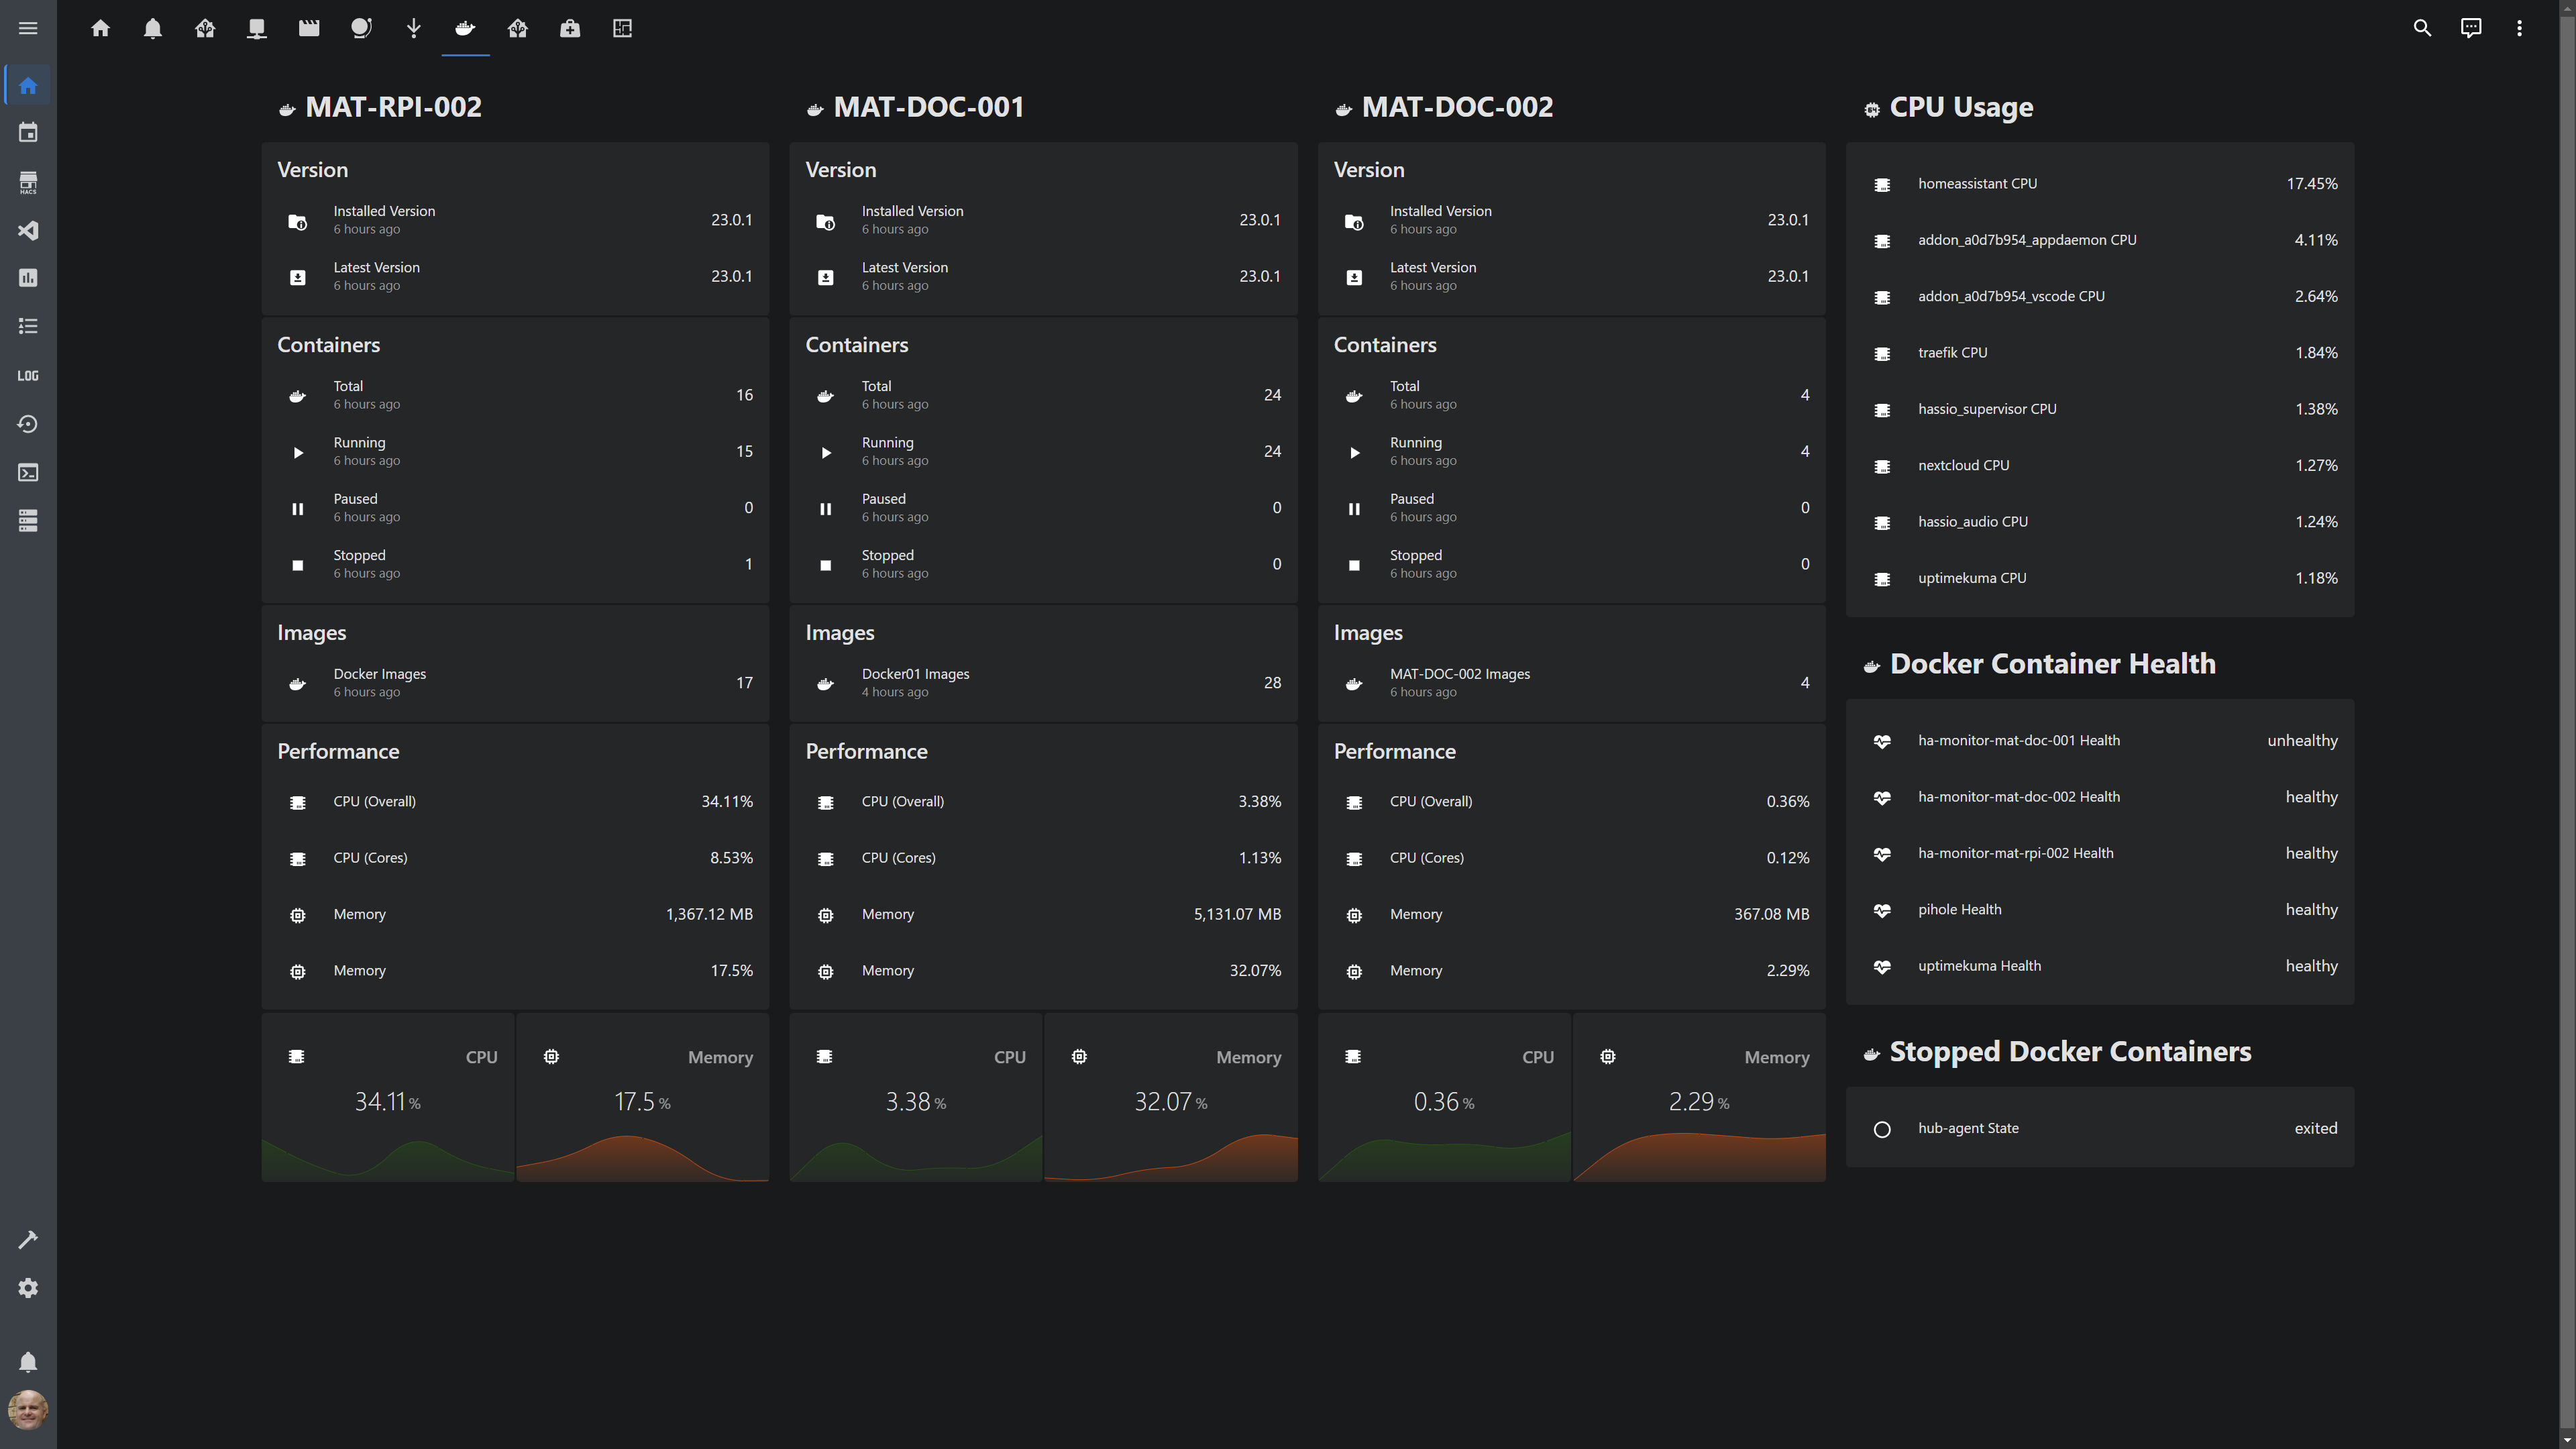 HACS
LOG
MAT-RPI-002
Version
Installed Version
6 hours ago
23.0.1
Latest Version
6 hours ago
23.0.1
Containers
Total
6 hours ago
16
Running
6 hours ago
15
Paused
6 hours ago
0
Stopped
6 hours ago
1
Images
Docker Images
6 hours ago
17
Performance
CPU (Overall) 34.11%
CPU (Cores) 8.53%
Memory 1,367.12 MB
Memory 17.5%
CPU
34.11 %
Memory
17.5 %
MAT-DOC-001
Version
Installed Version
6 hours ago
23.0.1
Latest Version
6 hours ago
23.0.1
Containers
Total
6 hours ago
24
Running
6 hours ago
24
Paused
6 hours ago
0
Stopped
6 hours ago
0
Images
Docker01 Images
4 hours ago
28
Performance
CPU (Overall) 3.38%
CPU (Cores) 1.13%
Memory 5,131.07 MB
Memory 32.07%
CPU
3.38 %
Memory
32.07 %
MAT-DOC-002
Version
Installed Version
6 hours ago
23.0.1
Latest Version
6 hours ago
23.0.1
Containers
Total
6 hours ago
4
Running
6 hours ago
4
Paused
6 hours ago
0
Stopped
6 hours ago
0
Images
MAT-DOC-002 Images
6 hours ago
4
Performance
CPU (Overall) 0.36%
CPU (Cores) 0.12%
Memory 367.08 MB
Memory 2.29%
CPU
0.36 %
Memory
2.29 %
CPU Usage
homeassistant CPU 17.45%
addon_a0d7b954_appdaemon CPU 4.11%
addon_a0d7b954_vscode CPU 2.64%
traefik CPU 1.84%
hassio_supervisor CPU 1.38%
nextcloud CPU 1.27%
hassio_audio CPU 1.24%
uptimekuma CPU 1.18%
Docker Container Health
ha-monitor-mat-doc-001 Health unhealthy
ha-monitor-mat-doc-002 Health healthy
ha-monitor-mat-rpi-002 Health healthy
pihole Health healthy
uptimekuma Health healthy
Stopped Docker Containers
hub-agent State exited